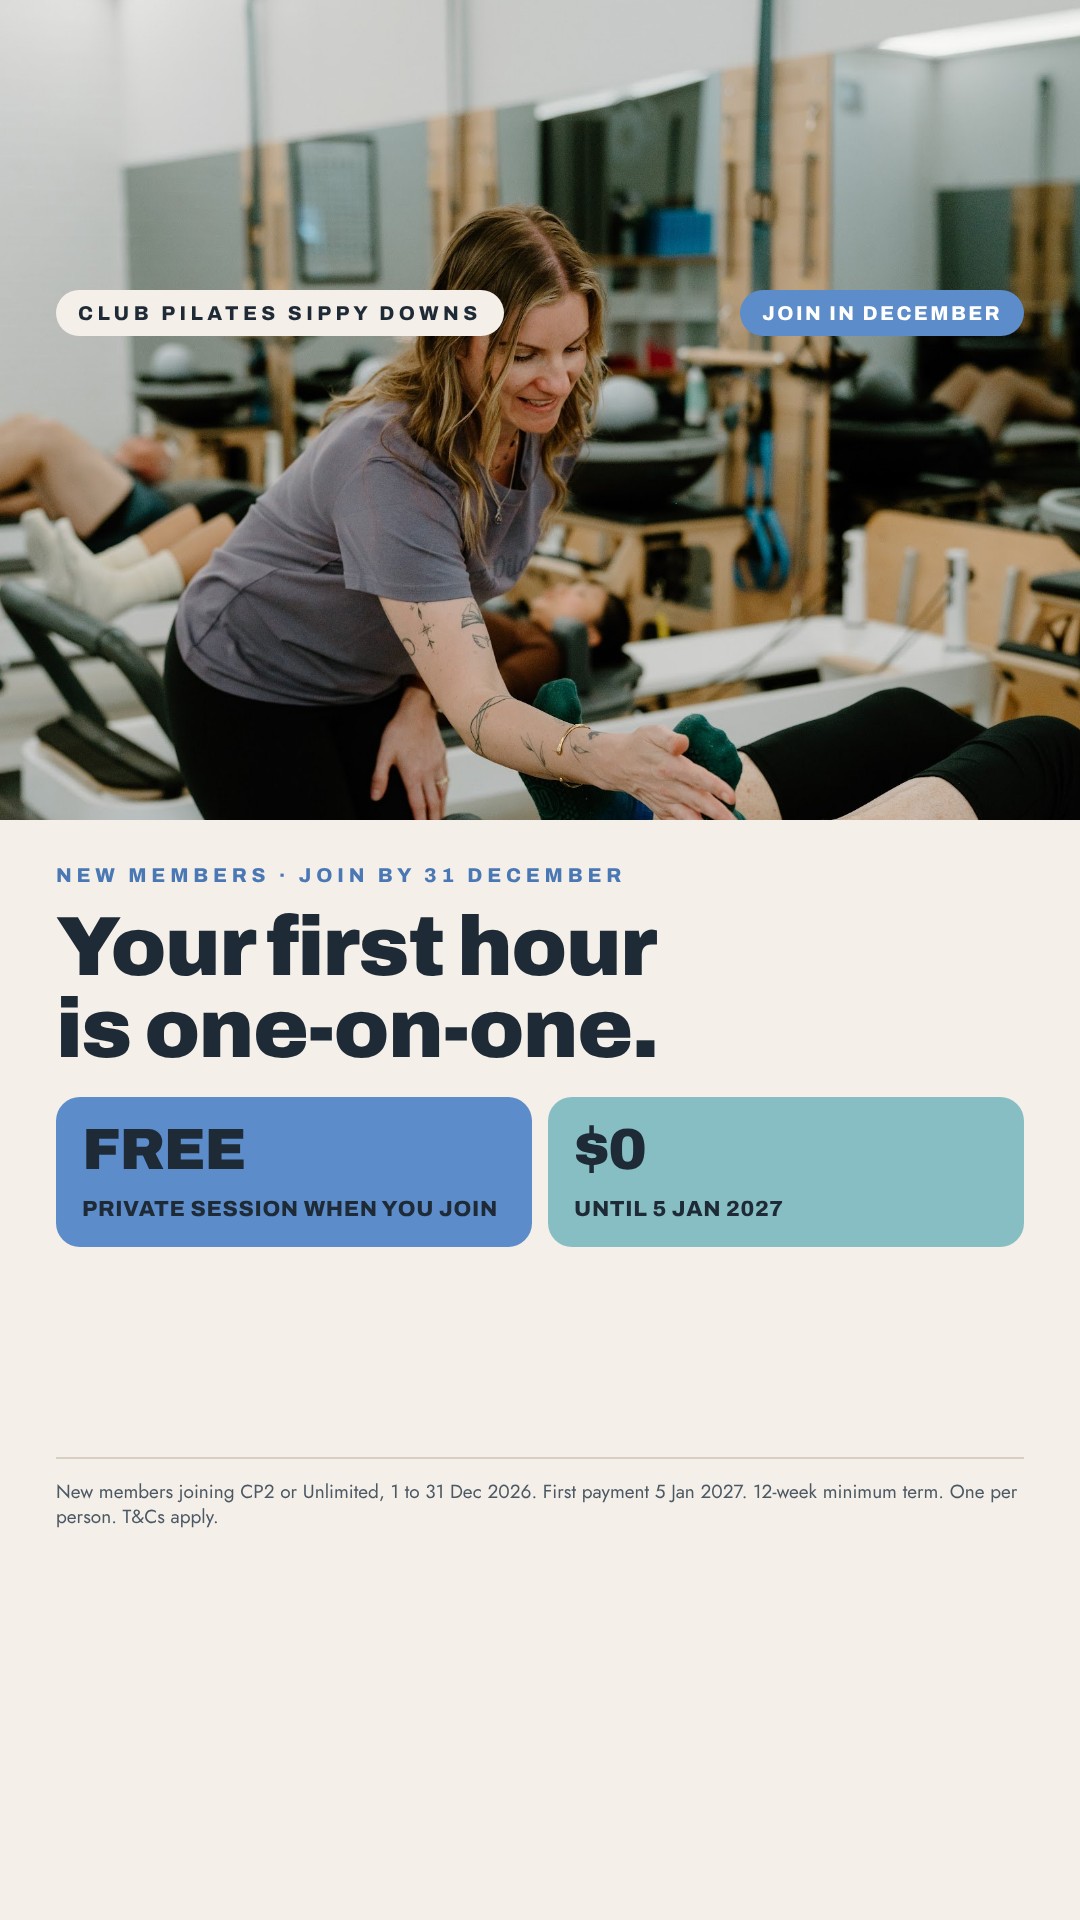 CLUB PILATES SIPPY DOWNS
JOIN IN DECEMBER
NEW MEMBERS · JOIN BY 31 DECEMBER
Your first hour
is one-on-one.
FREE
PRIVATE SESSION WHEN YOU JOIN
$0
UNTIL 5 JAN 2027
New members joining CP2 or Unlimited, 1 to 31 Dec 2026. First payment 5 Jan 2027. 12-week minimum term. One per
person. T&Cs apply.